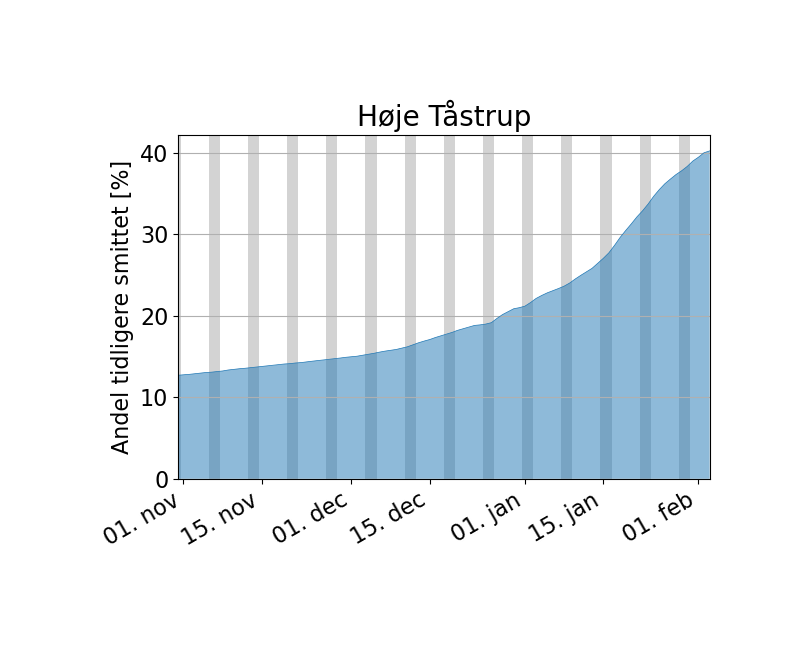 Høje Tåstrup
Andel tidligere smittet [%]
40
30
20
10
0
01. nov
15. nov
01. dec
15. dec
01. jan
15. jan
01. feb